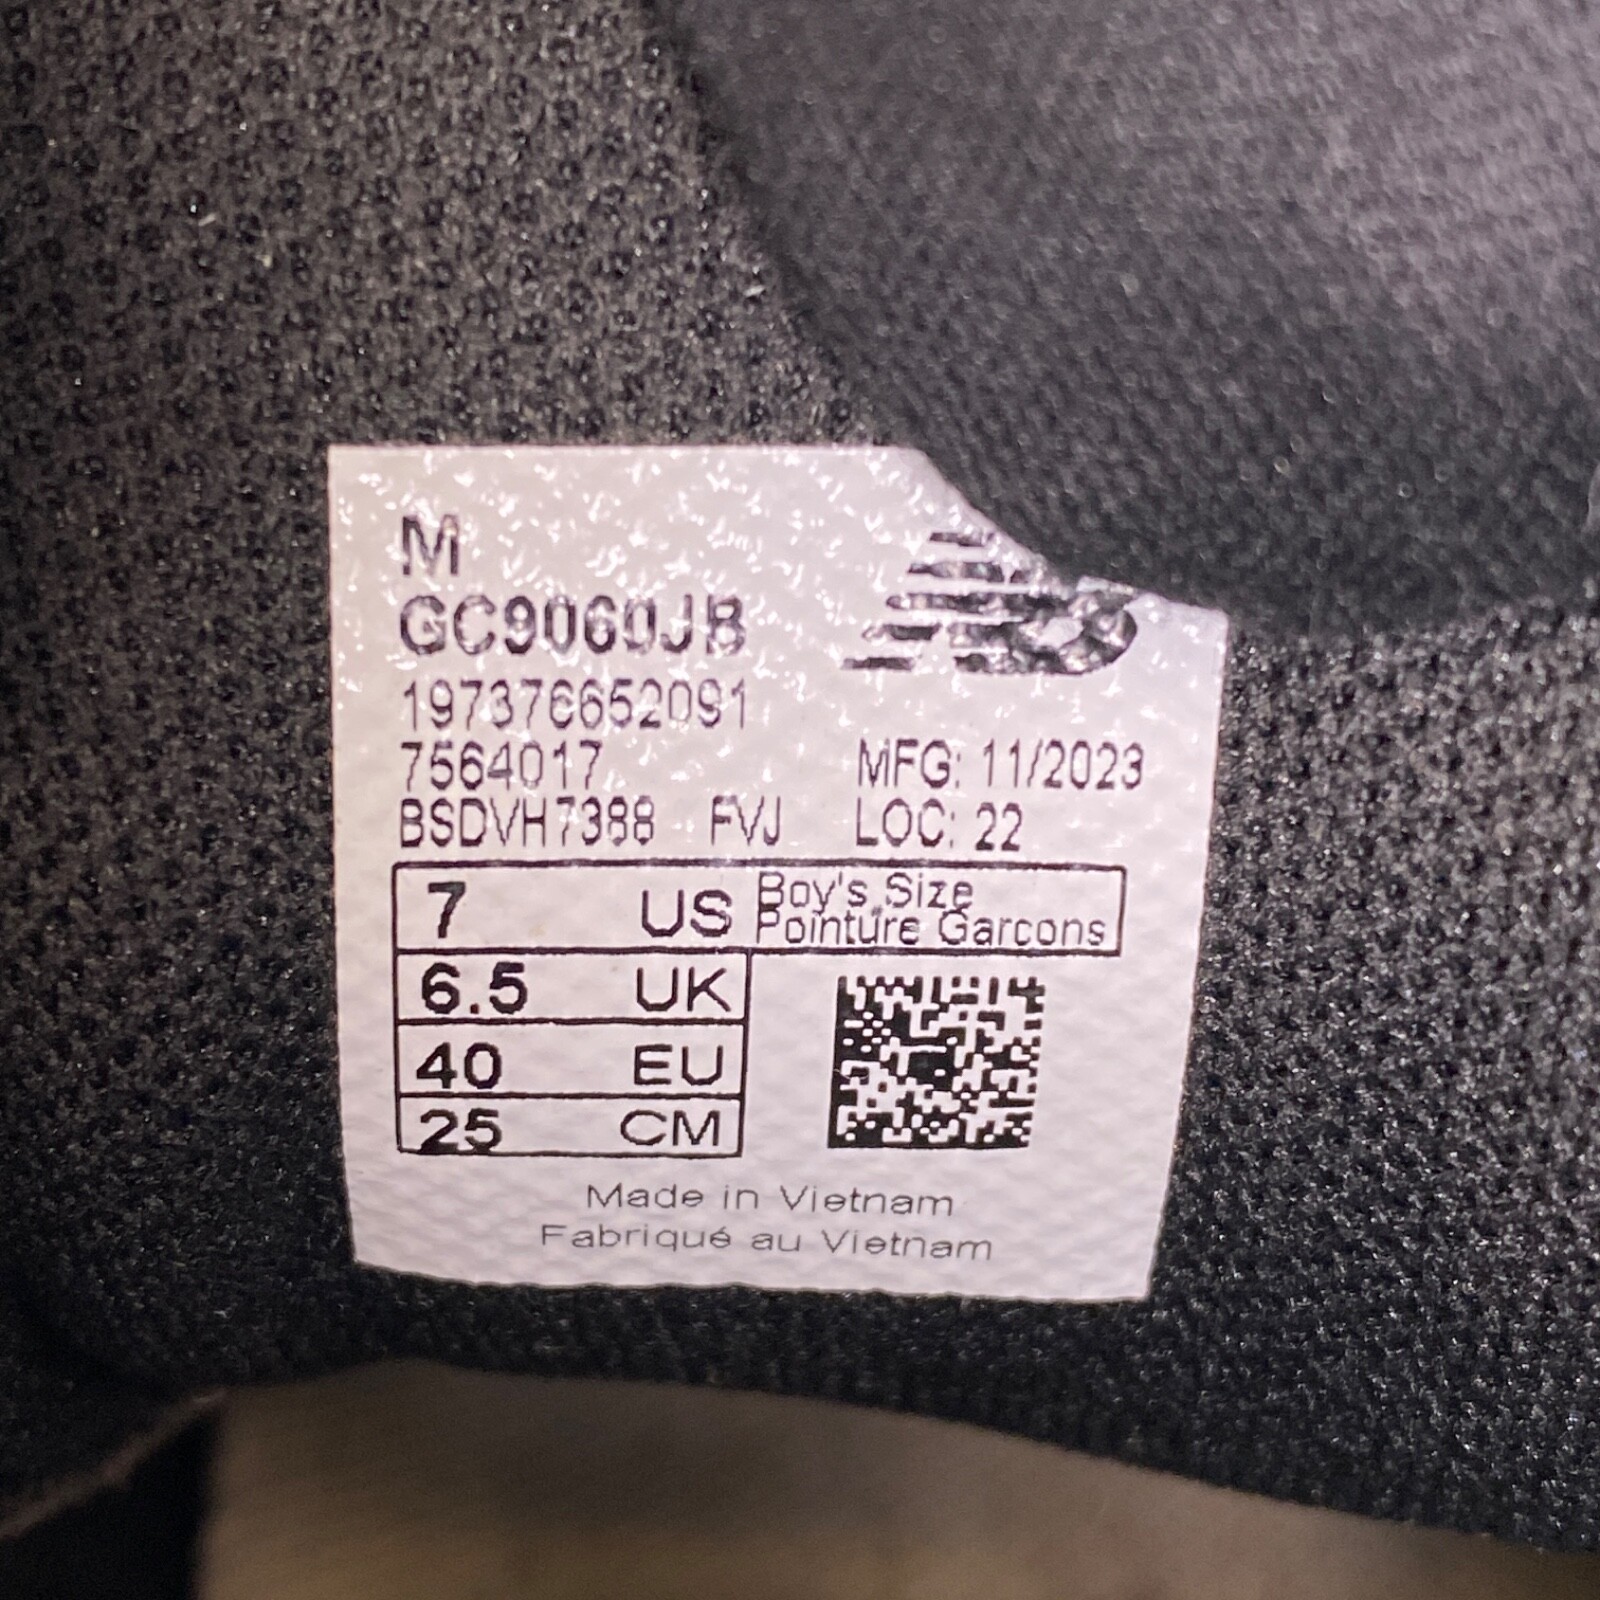 M
GC9060JB
197376652091
7564017 MFG: 11/2023
BSDVH7388 FVJ LOC: 22
7 US Boy's Size
Pointure Garcons
6.5 UK
40 EU
25 CM
Made in Vietnam
Fabriqué au Vietnam